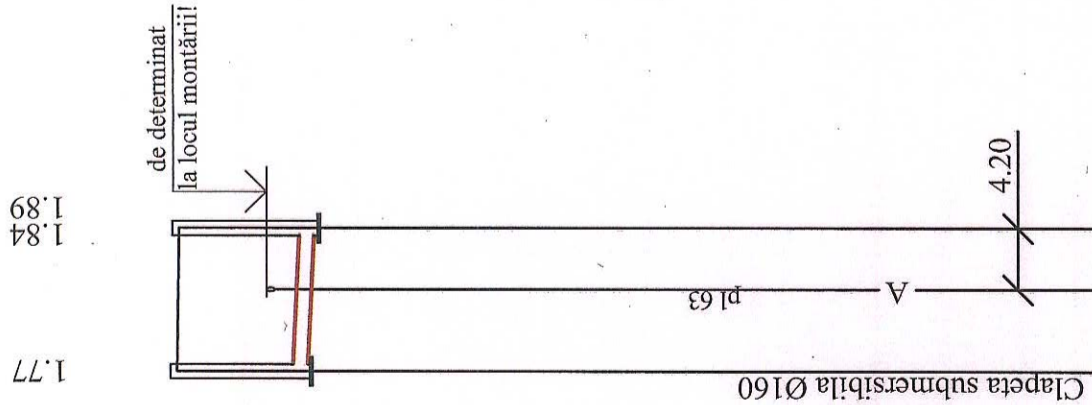 de determinat
la locul montării!
1.89
1.84
1.77
pl 63
A
4.20
Clapeta submersibila Ø160